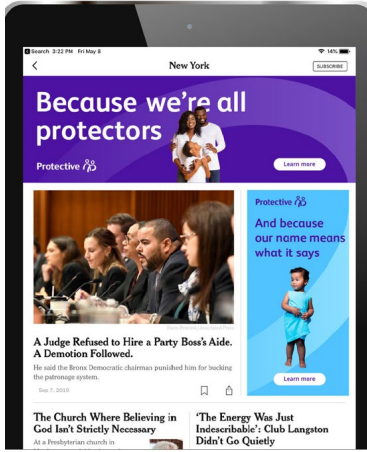 Search 3:22 PM Fri May 8
14%
New York
SUBSCRIBE
Because we're all
protectors
Protective
Learn more
Protective
And because
our name means
what it says
Learn more
A Judge Refused to Hire a Party Boss's Aide.
A Demotion Followed.
He said the Bronx Democratic chairman punished him for bucking
the patronage system.
Sep 7, 2019
The Church Where Believing in
God Isn't Strictly Necessary
At a Presbyterian church in
'The Energy Was Just
Indescribable': Club Langston
Didn't Go Quietly